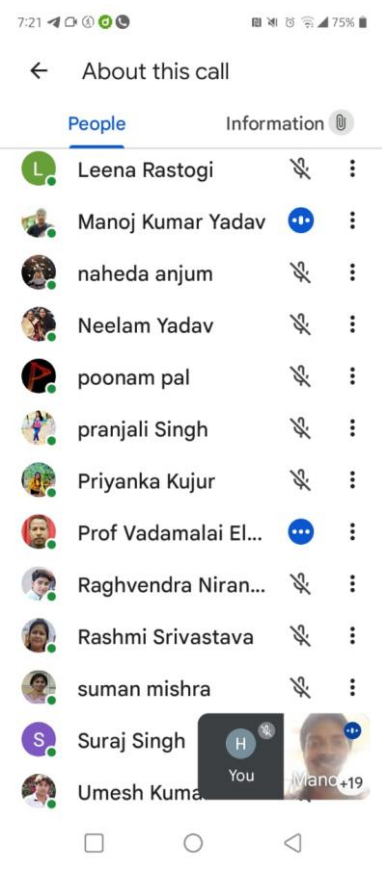 7:21 75%
About this call
People Information
L Leena Rastogi
Manoj Kumar Yadav
naheda anjum
Neelam Yadav
P poonam pal
pranjali Singh
Priyanka Kujur
Prof Vadamalai El...
Raghvendra Niran...
Rashmi Srivastava
suman mishra
S Suraj Singh
H
You
Mano +19
Umesh Kuma